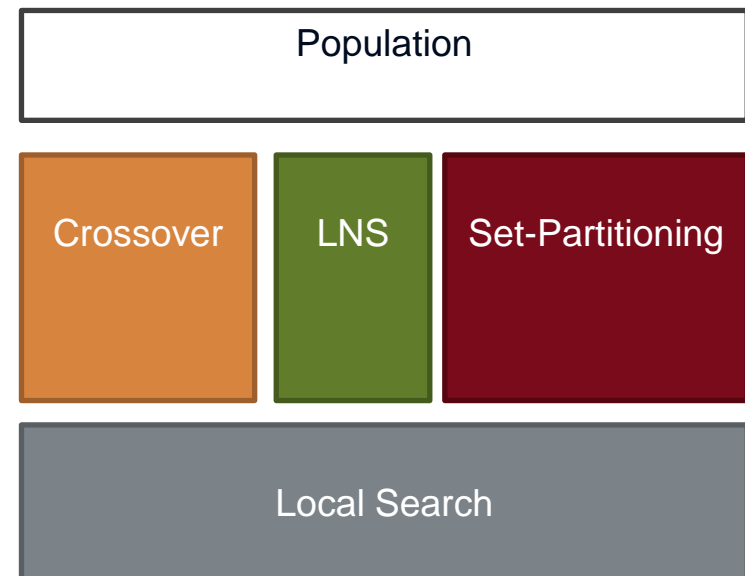 Population
Crossover
LNS
Set-Partitioning
Local Search